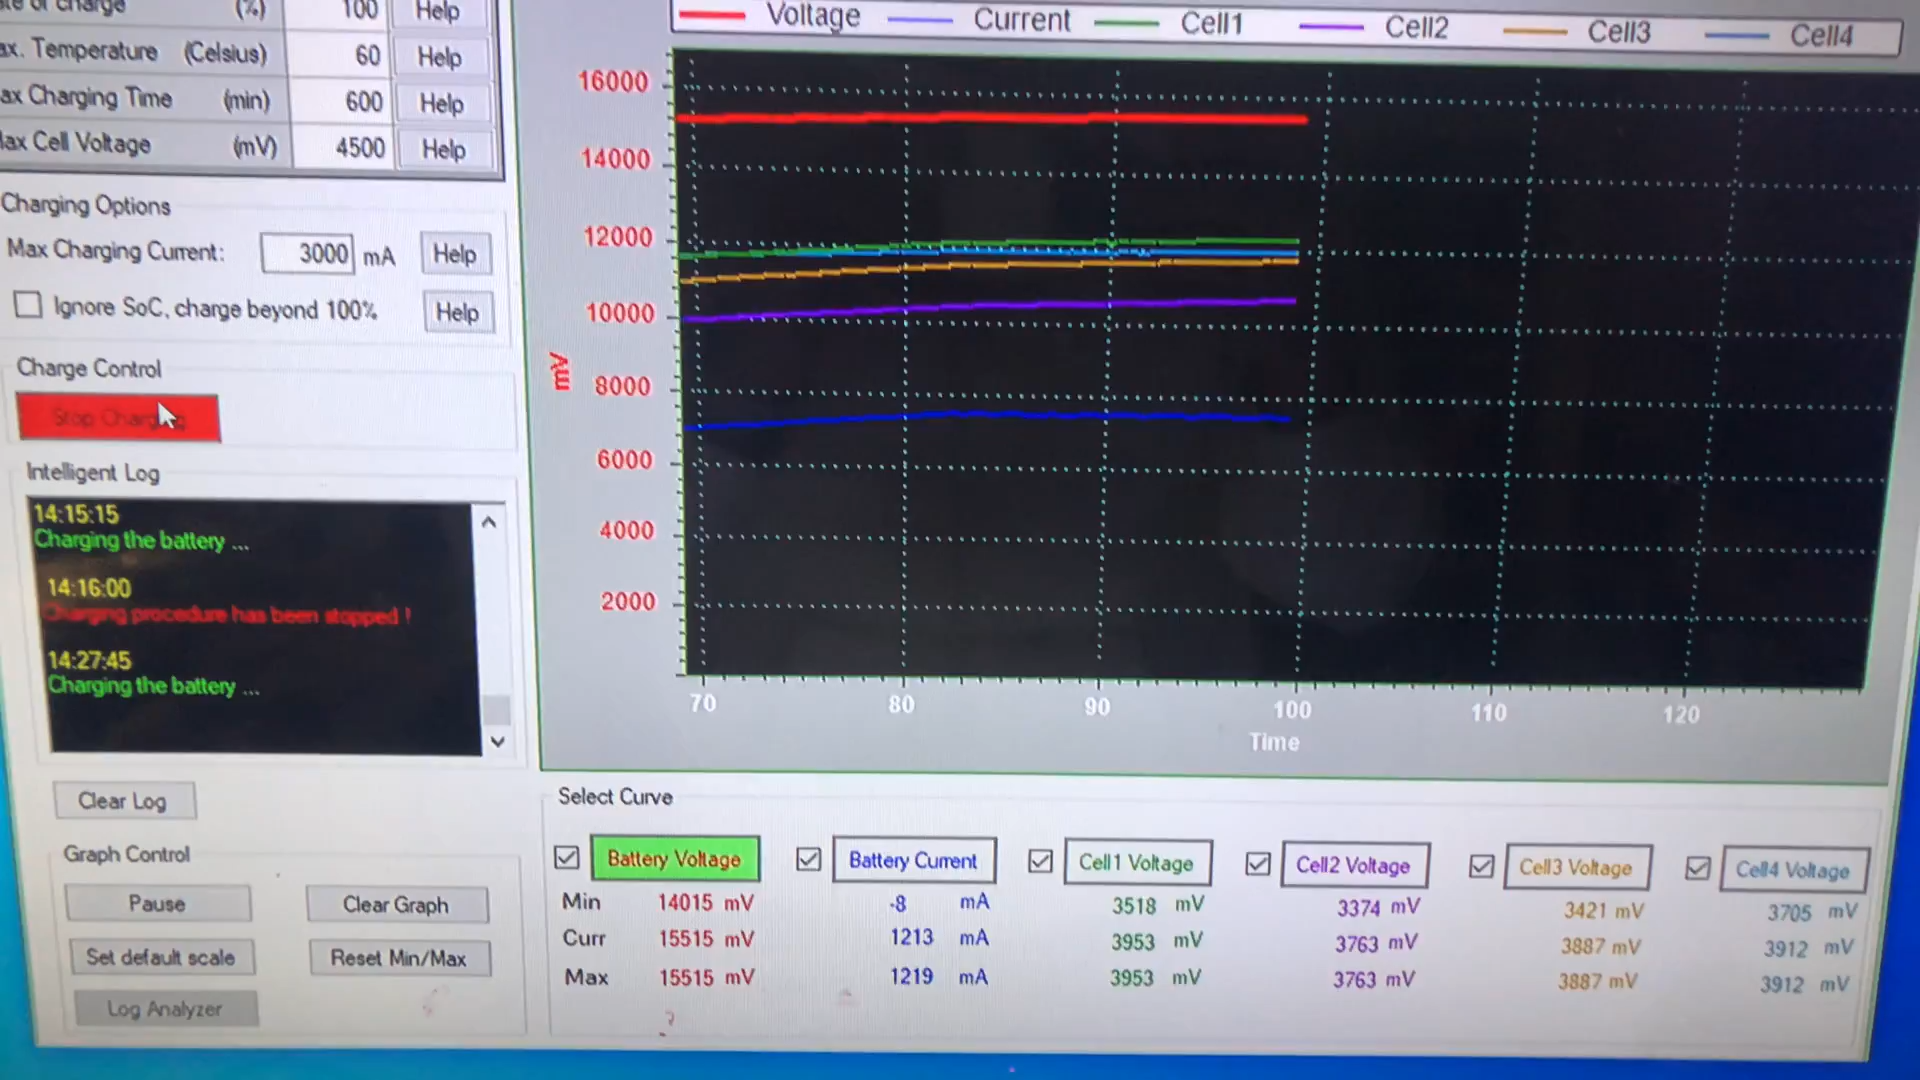 (%) 100 Help
Temperature (Celsius) 60 Help
Charging Time (min) 600 Help
Cell Voltage (mV) 4500 Help
Charging Options
Max Charging Current: 3000 mA Help
Ignore SoC, charge beyond 100% Help
Charge Control
Stop
Intelligent Log
14:15:15
Charging the battery ...
14:16:00
Charging procedure has been stopped !
14:27:45
Charging the battery ...
Clear Log
Graph Control
Pause Clear Graph
Set default scale Reset Min/Max
Log Analyzer
Voltage Current Cell1 Cell2 Cell3 Cell4
16000
14000
12000
10000
mV
8000
6000
4000
2000
70 80 90 100 110 120
Time
Select Curve
Battery Voltage Battery Current Cell1 Voltage Cell2 Voltage Cell3 Voltage Cell4 Voltage
Min 14015 mV -8 mA 3518 mV 3374 mV 3421 mV 3705 mV
Curr 15515 mV 1213 mA 3953 mV 3763 mV 3887 mV 3912 mV
Max 15515 mV 1219 mA 3953 mV 3763 mV 3887 mV 3912 mV